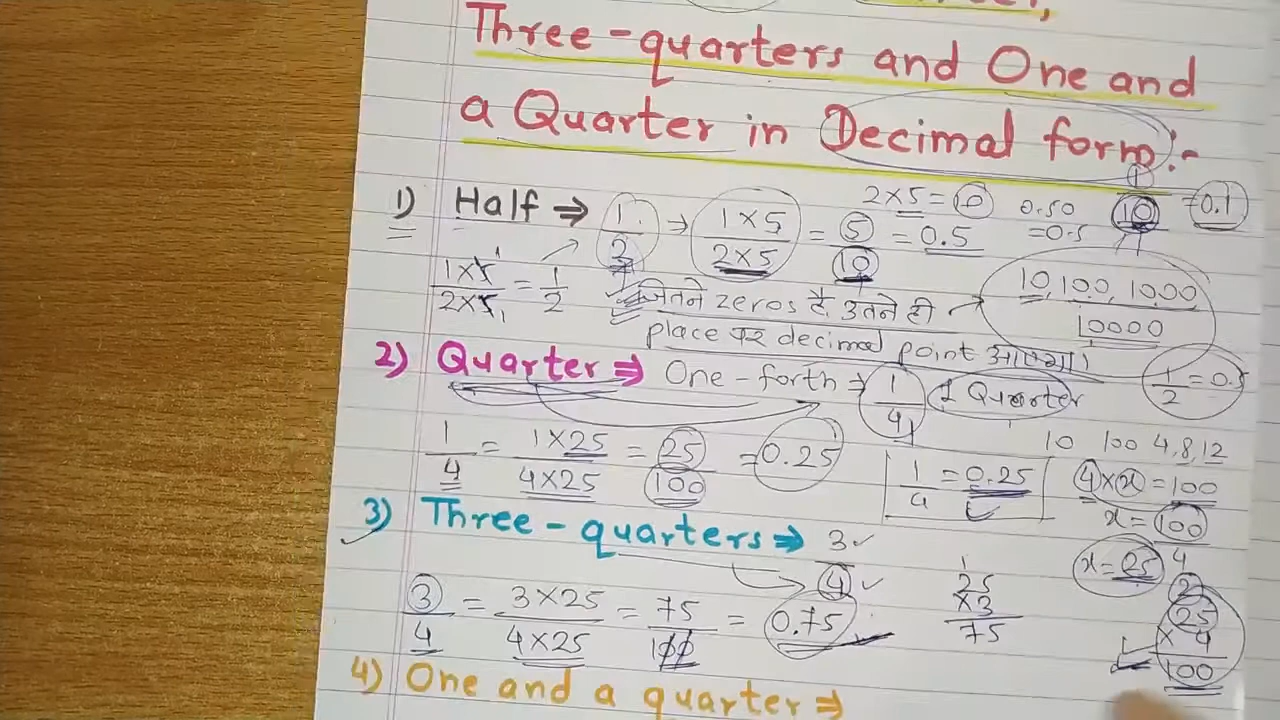 Three-quarters and One and
a Quarter in Decimal form:-
1) Half ⇒ 1/2 → 1×5/2×5 = 5/10 = 0.5
2×5=10 0.50 =0.5 1/10 =0.1
1×5/2×5 = 1/2
जितने zeros है, उतने ही → 10, 100, 1000
place पर decimal point आएगा। 10000
2) Quarter ⇒ One-forth → 1/4 1 Quarter 1/2=0.5
1/4 = 1×25/4×25 = 25/100 =0.25
1/4=0.25
10 100 4,8,12
4×x=100
x=100/4
x=25
3) Three-quarters ⇒ 3/4
3/4 = 3×25/4×25 = 75/100 = 0.75
1
25
×3
75
2
25
×4
100
4) One and a quarter ⇒